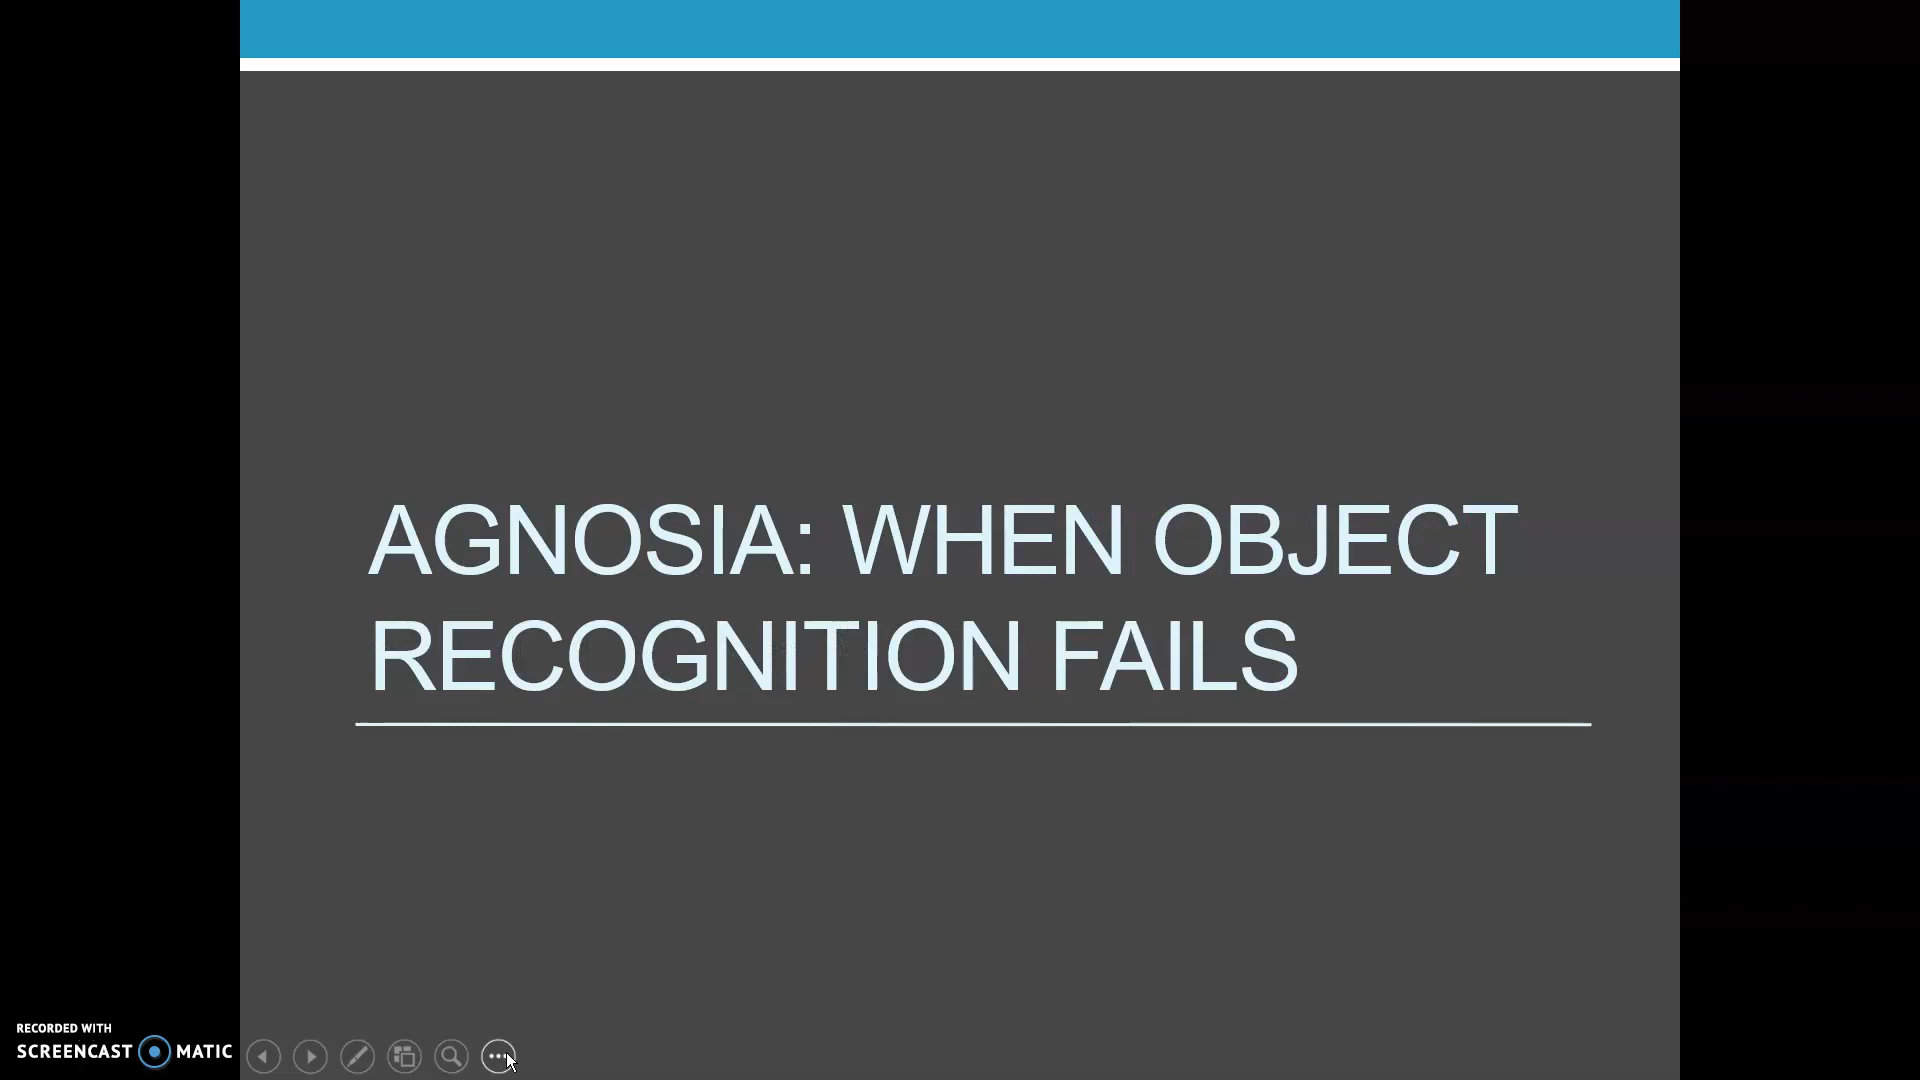 AGNOSIA: WHEN OBJECT
RECOGNITION FAILS
RECORDED WITH
SCREENCAST MATIC